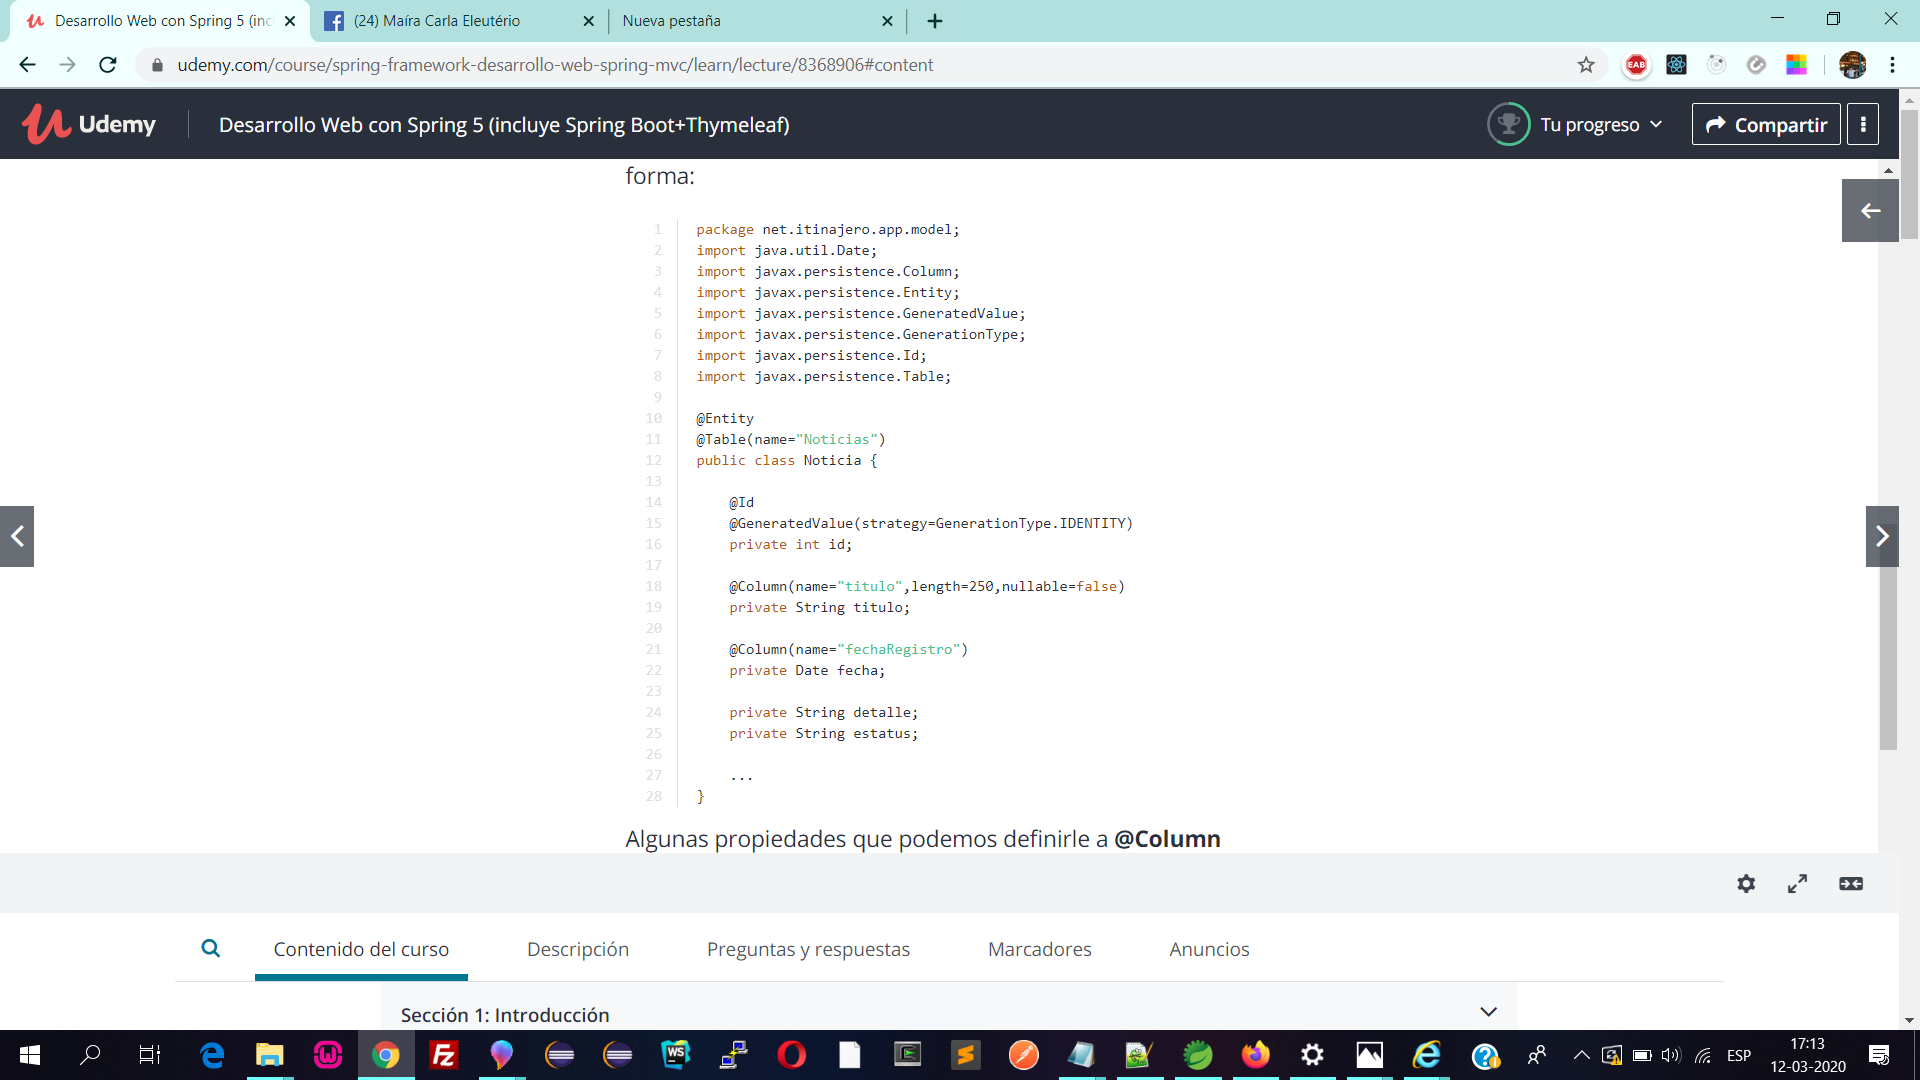 Desarrollo Web con Spring 5 (inc
(24) Maíra Carla Eleutério
Nueva pestaña
udemy.com/course/spring-framework-desarrollo-web-spring-mvc/learn/lecture/8368906#content
EAB
Udemy
Desarrollo Web con Spring 5 (incluye Spring Boot+Thymeleaf)
Tu progreso
Compartir
forma:
1 package net.itinajero.app.model;
2 import java.util.Date;
3 import javax.persistence.Column;
4 import javax.persistence.Entity;
5 import javax.persistence.GeneratedValue;
6 import javax.persistence.GenerationType;
7 import javax.persistence.Id;
8 import javax.persistence.Table;
9
10 @Entity
11 @Table(name="Noticias")
12 public class Noticia {
13
14 @Id
15 @GeneratedValue(strategy=GenerationType.IDENTITY)
16 private int id;
17
18 @Column(name="titulo",length=250,nullable=false)
19 private String titulo;
20
21 @Column(name="fechaRegistro")
22 private Date fecha;
23
24 private String detalle;
25 private String estatus;
26
27 ...
28 }
Algunas propiedades que podemos definirle a @Column
Contenido del curso
Descripción
Preguntas y respuestas
Marcadores
Anuncios
Sección 1: Introducción
WS
ESP
17:13
12-03-2020